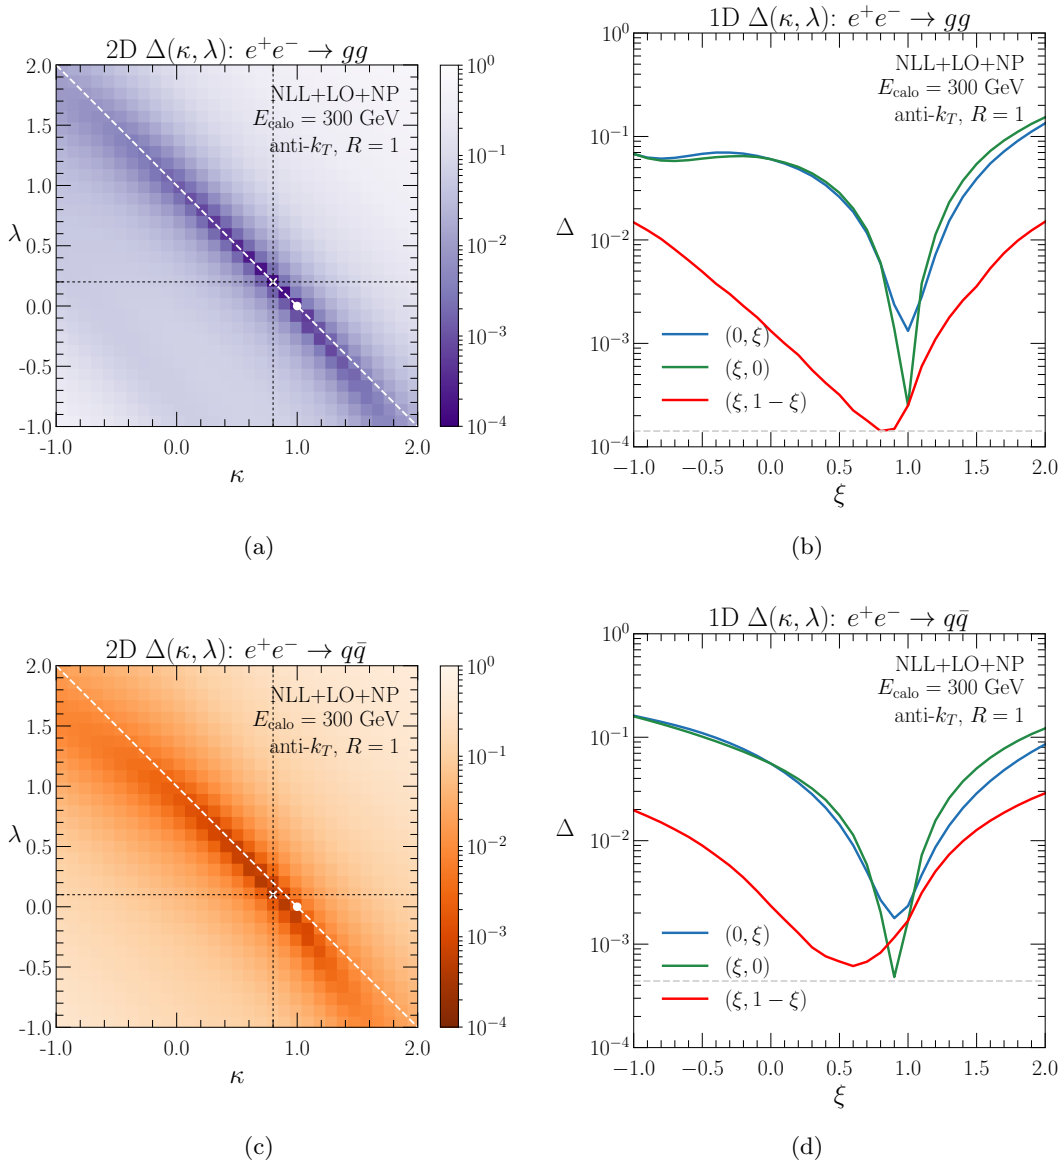 2D Δ(κ, λ): e⁺e⁻ → gg
NLL+LO+NP
E_calo = 300 GeV
anti-k_T, R = 1
2.0
1.5
1.0
0.5
0.0
-0.5
-1.0
λ
-1.0 0.0 1.0 2.0
κ
10⁰
10⁻¹
10⁻²
10⁻³
10⁻⁴
(a)
1D Δ(κ, λ): e⁺e⁻ → gg
NLL+LO+NP
E_calo = 300 GeV
anti-k_T, R = 1
10⁰
10⁻¹
10⁻²
10⁻³
10⁻⁴
Δ
(0, ξ)
(ξ, 0)
(ξ, 1 − ξ)
−1.0 −0.5 0.0 0.5 1.0 1.5 2.0
ξ
(b)
2D Δ(κ, λ): e⁺e⁻ → qq̄
NLL+LO+NP
E_calo = 300 GeV
anti-k_T, R = 1
2.0
1.5
1.0
0.5
0.0
-0.5
-1.0
λ
-1.0 0.0 1.0 2.0
κ
10⁰
10⁻¹
10⁻²
10⁻³
10⁻⁴
(c)
1D Δ(κ, λ): e⁺e⁻ → qq̄
NLL+LO+NP
E_calo = 300 GeV
anti-k_T, R = 1
10⁰
10⁻¹
10⁻²
10⁻³
10⁻⁴
Δ
(0, ξ)
(ξ, 0)
(ξ, 1 − ξ)
−1.0 −0.5 0.0 0.5 1.0 1.5 2.0
ξ
(d)